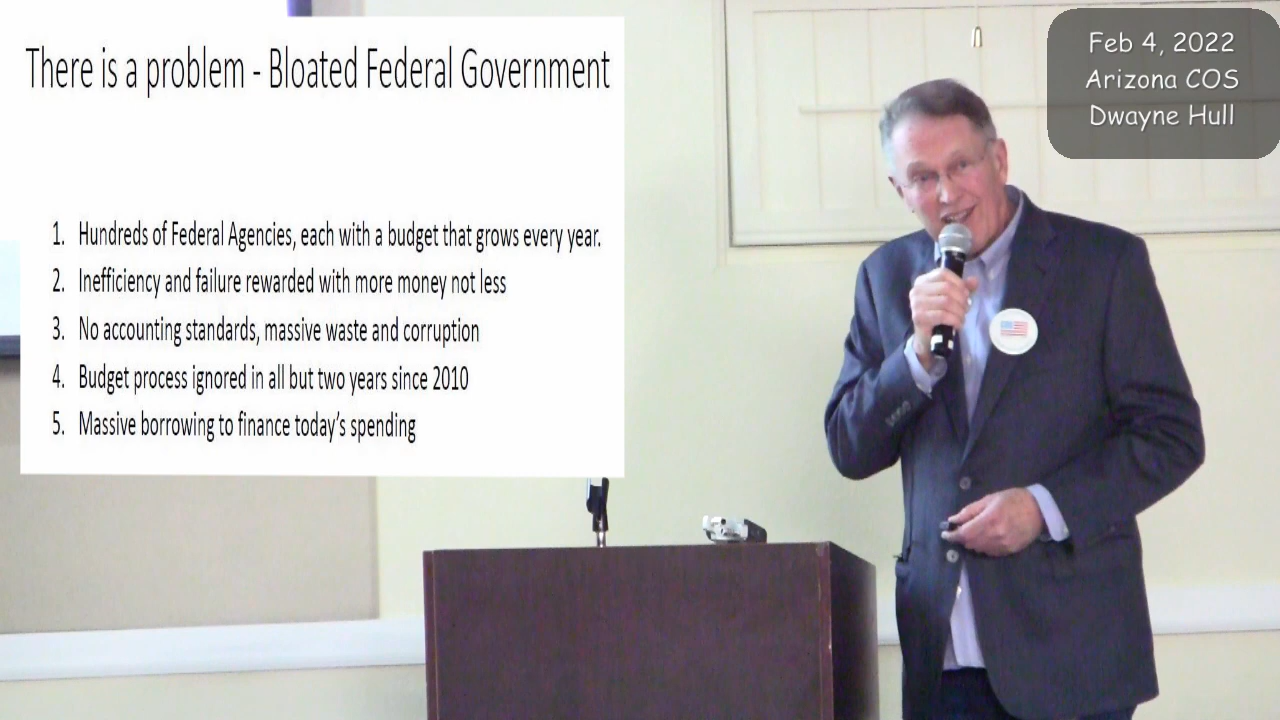 There is a problem - Bloated Federal Government
1. Hundreds of Federal Agencies, each with a budget that grows every year.
2. Inefficiency and failure rewarded with more money not less
3. No accounting standards, massive waste and corruption
4. Budget process ignored in all but two years since 2010
5. Massive borrowing to finance today's spending
Feb 4, 2022
Arizona COS
Dwayne Hull